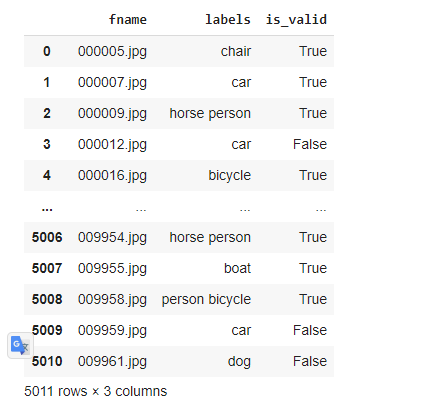 fname labels is_valid
0 000005.jpg chair True
1 000007.jpg car True
2 000009.jpg horse person True
3 000012.jpg car False
4 000016.jpg bicycle True
... ... ... ...
5006 009954.jpg horse person True
5007 009955.jpg boat True
5008 009958.jpg person bicycle True
5009 009959.jpg car False
5010 009961.jpg dog False
5011 rows × 3 columns